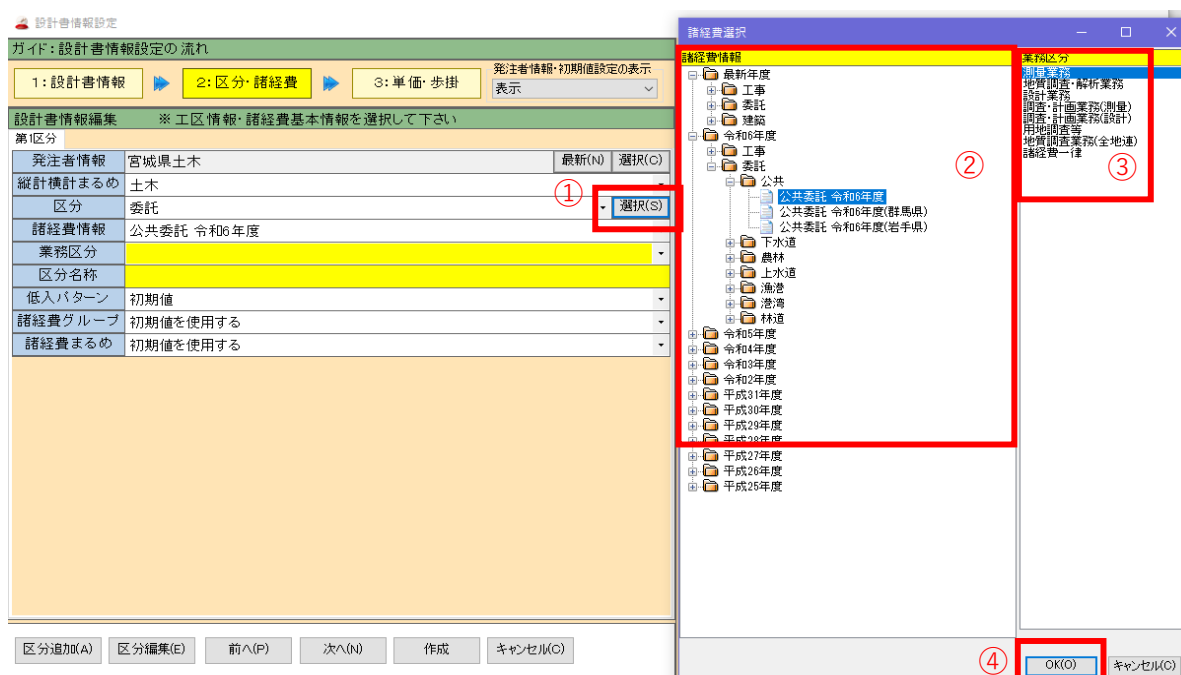 設計書情報設定
ガイド:設計書情報設定の流れ
1:設計書情報
2:区分・諸経費
3:単価・歩掛
発注者情報・初期値設定の表示
表示
設計書情報編集 ※工区情報・諸経費基本情報を選択して下さい
第1区分
発注者情報 宮城県土木 最新(N) 選択(C)
縦計横計まるめ 土木
①
区分 委託 選択(S)
諸経費情報 公共委託 令和6年度
業務区分
区分名称
低入パターン 初期値
諸経費グループ 初期値を使用する
諸経費まるめ 初期値を使用する
区分追加(A) 区分編集(E) 前へ(P) 次へ(N) 作成 キャンセル(C)
諸経費選択
諸経費情報
最新年度
工事
委託
建築
令和6年度
工事
委託
公共
公共委託 令和6年度
公共委託 令和6年度(群馬県)
公共委託 令和6年度(岩手県)
下水道
農林
上水道
漁港
港湾
林道
令和5年度
令和4年度
令和3年度
令和2年度
平成31年度
平成30年度
平成29年度
平成28年度
平成27年度
平成26年度
平成25年度
②
業務区分
測量業務
地質調査・解析業務
設計業務
調査・計画業務(測量)
調査・計画業務(設計)
用地調査等
地質調査業務(全地連)
諸経費一律
③
④
OK(O) キャンセル(C)